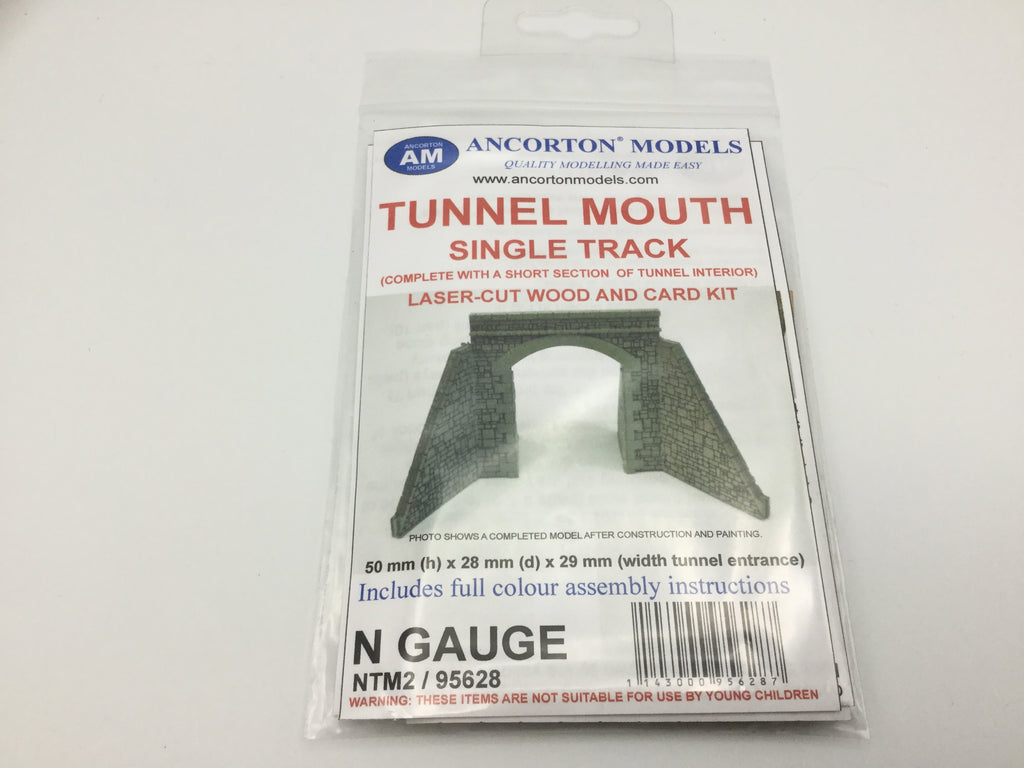 ANCORTON
AM
MODELS
ANCORTON® MODELS
QUALITY MODELLING MADE EASY
www.ancortonmodels.com
TUNNEL MOUTH
SINGLE TRACK
(COMPLETE WITH A SHORT SECTION OF TUNNEL INTERIOR)
LASER-CUT WOOD AND CARD KIT
PHOTO SHOWS A COMPLETED MODEL AFTER CONSTRUCTION AND PAINTING.
50 mm (h) x 28 mm (d) x 29 mm (width tunnel entrance)
Includes full colour assembly instructions
N GAUGE
NTM2 / 95628
1 143000 956287
WARNING: THESE ITEMS ARE NOT SUITABLE FOR USE BY YOUNG CHILDREN